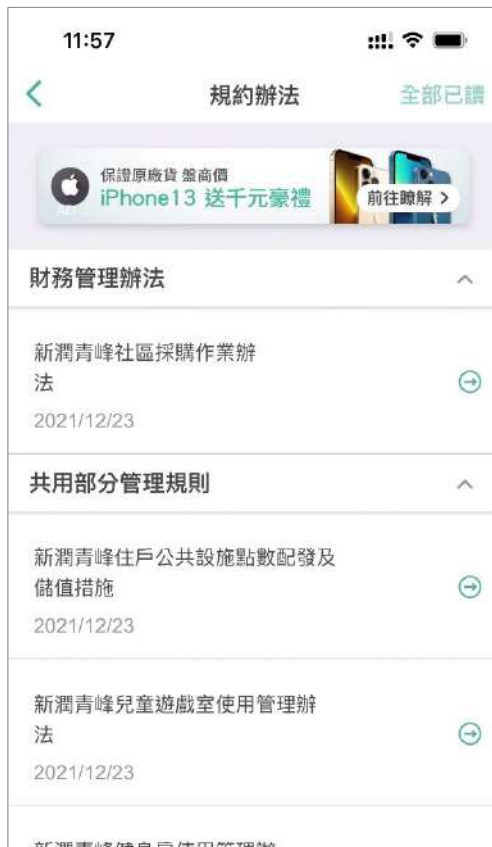 11:57
規約辦法
全部已讀
保證原廠貨 盤商價
iPhone13 送千元豪禮
前往瞭解 >
財務管理辦法
新潤青峰社區採購作業辦
法
2021/12/23
共用部分管理規則
新潤青峰住戶公共設施點數配發及
儲值措施
2021/12/23
新潤青峰兒童遊戲室使用管理辦
法
2021/12/23